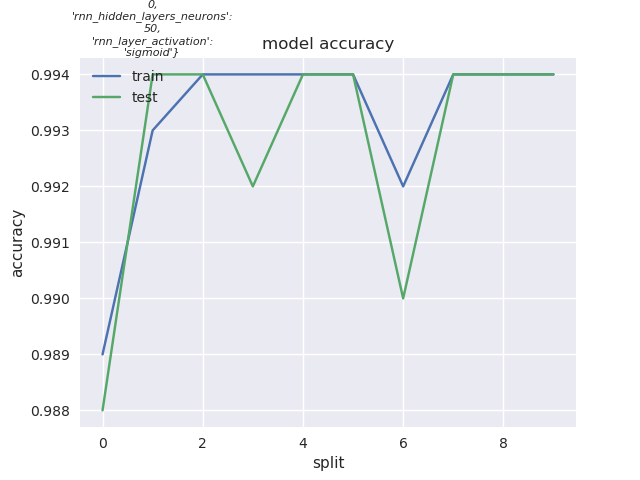 0,
'rnn_hidden_layers_neurons':
50,
'rnn_layer_activation':
'sigmoid'}
model accuracy
train
test
0.994
0.993
0.992
0.991
0.990
0.989
0.988
accuracy
0 2 4 6 8
split